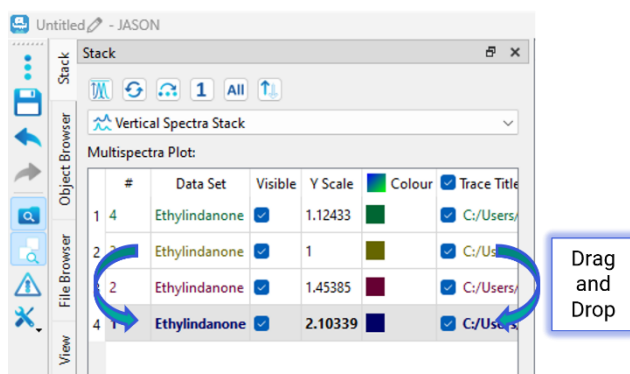 Untitled - JASON
Stack
Stack
1 All
Vertical Spectra Stack
Object Browser
Multispectra Plot:
# Data Set Visible Y Scale Colour Trace Title
1 4 Ethylindanone 1.12433 C:/Users/
2 Ethylindanone 1 C:/Us
2 Ethylindanone 1.45385 C:/Users/
4 1 Ethylindanone 2.10339 C:/Users/
File Browser
View
Drag
and
Drop